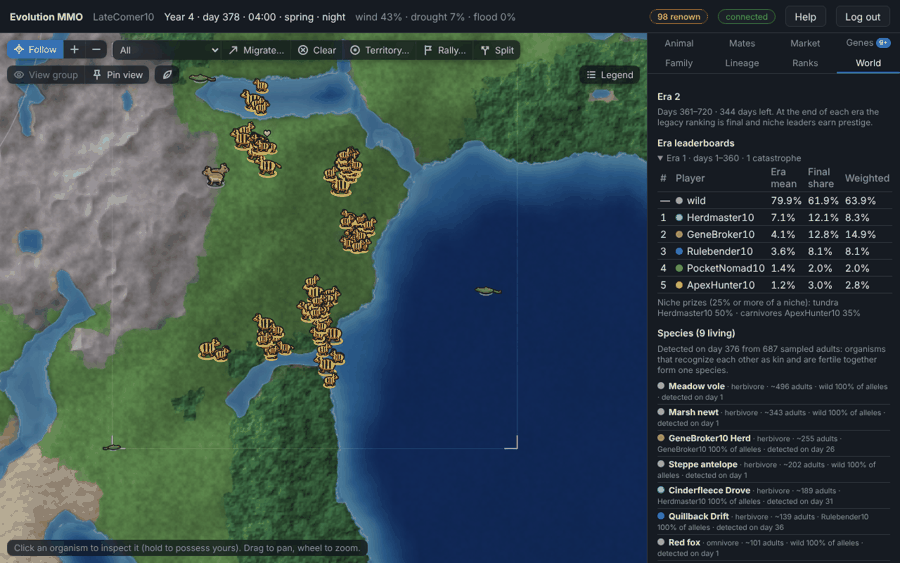 Evolution MMO LateComer10 Year 4 · day 378 · 04:00 · spring · night wind 43% · drought 7% · flood 0% 98 renown connected Help Log out
Follow + − All Migrate... Clear Territory... Rally... Split
View group Pin view Legend
Animal Mates Market Genes 9+
Family Lineage Ranks World
Era 2
Days 361–720 · 344 days left. At the end of each era the
legacy ranking is final and niche leaders earn prestige.
Era leaderboards
▼ Era 1 · days 1–360 · 1 catastrophe
# Player Era mean Final share Weighted
— wild 79.9% 61.9% 63.9%
1 Herdmaster10 7.1% 12.1% 8.3%
2 GeneBroker10 4.1% 12.8% 14.9%
3 Rulebender10 3.6% 8.1% 8.1%
4 PocketNomad10 1.4% 2.0% 2.0%
5 ApexHunter10 1.2% 3.0% 2.8%
Niche prizes (25% or more of a niche): tundra
Herdmaster10 50% · carnivores ApexHunter10 35%
Species (9 living)
Detected on day 376 from 687 sampled adults: organisms
that recognize each other as kin and are fertile together
form one species.
Meadow vole · herbivore · ~496 adults · wild 100% of alleles
· detected on day 1
Marsh newt · herbivore · ~343 adults · wild 100% of alleles ·
detected on day 1
GeneBroker10 Herd · herbivore · ~255 adults ·
GeneBroker10 100% of alleles · detected on day 26
Steppe antelope · herbivore · ~202 adults · wild 100% of
alleles · detected on day 1
Cinderfleece Drove · herbivore · ~189 adults ·
Herdmaster10 100% of alleles · detected on day 31
Quillback Drift · herbivore · ~139 adults · Rulebender10
100% of alleles · detected on day 36
Red fox · omnivore · ~101 adults · wild 100% of alleles ·
detected on day 1
Click an organism to inspect it (hold to possess yours). Drag to pan, wheel to zoom.